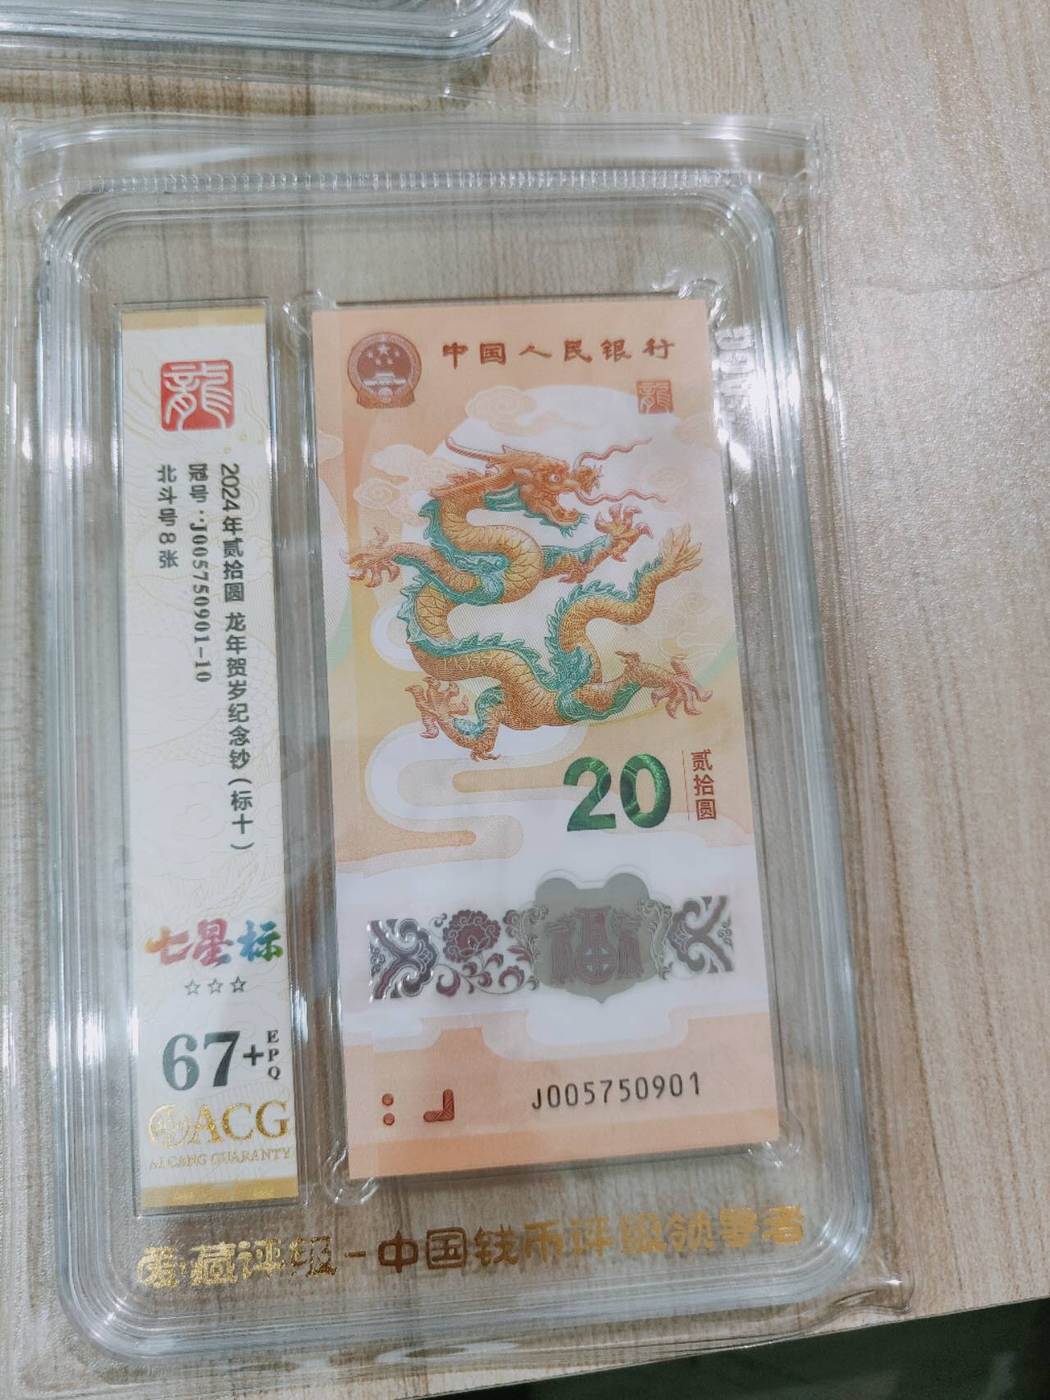 龍
2024年贰拾圆 龙年贺岁纪念钞(标十)
冠号:J005750901-10
北斗号8张
七星标
☆☆☆
67+
EPQ
ACG
AI CANG GUARANTY
中国人民银行
龍
20
贰拾圆
J005750901
爱藏评级-中国钱币评级领导者